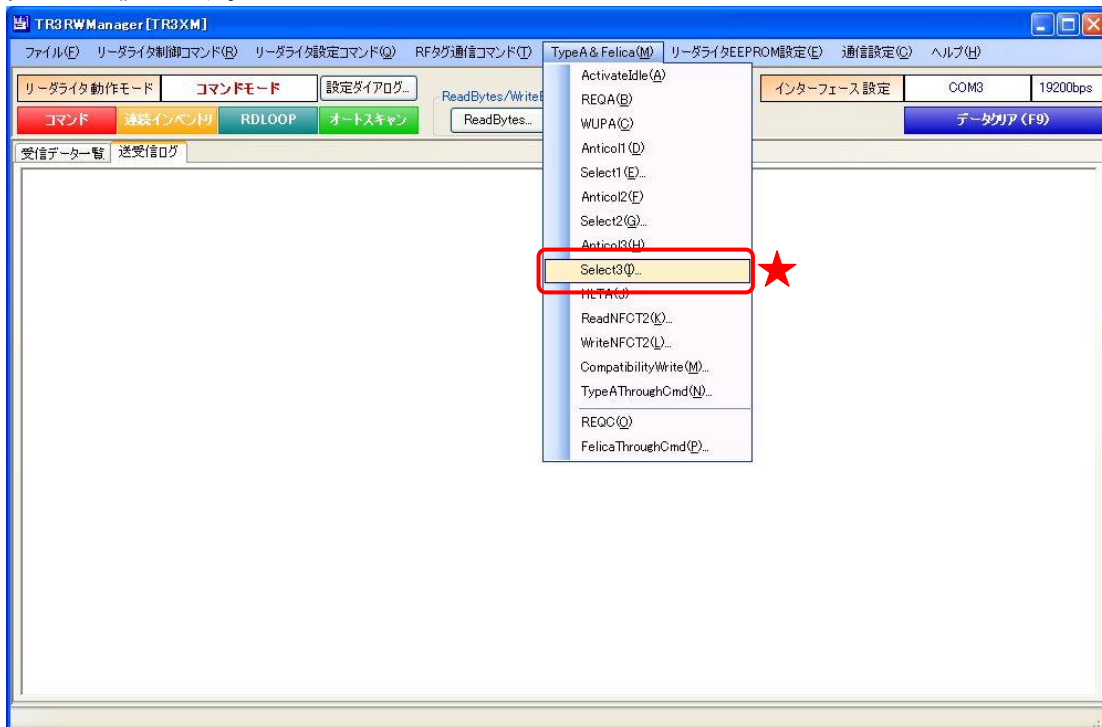 TR3RWManager[TR3XM]
ファイル(F) リーダライタ制御コマンド(R) リーダライタ設定コマンド(Q) RFタグ通信コマンド(T) TypeA&Felica(M) リーダライタEEPROM設定(E) 通信設定(C) ヘルプ(H)
リーダライタ動作モード コマンドモード 設定ダイアログ... ReadBytes/WriteB インターフェース設定 COM3 19200bps
コマンド 連続インベントリ RDLOOP オートスキャン ReadBytes... データクリア(F9)
受信データ一覧 送受信ログ
ActivateIdle(A)
REQA(B)
WUPA(C)
Anticol1(D)
Select1(E)...
Anticol2(F)
Select2(G)...
Anticol3(H)
Select3(I)...
HLTA(J)
ReadNFCT2(K)...
WriteNFCT2(L)...
CompatibilityWrite(M)...
TypeAThroughCmd(N)...
REQC(O)
FelicaThroughCmd(P)...